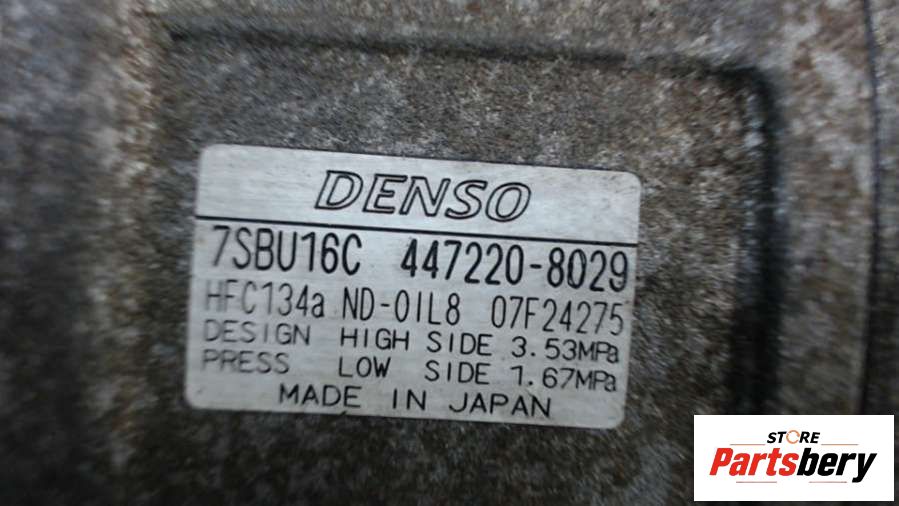 DENSO
7SBU16C 447220-8029
HFC134a ND-OIL8 07F24275
DESIGN HIGH SIDE 3.53MPa
PRESS LOW SIDE 1.67MPa
MADE IN JAPAN
STORE
Partsbery